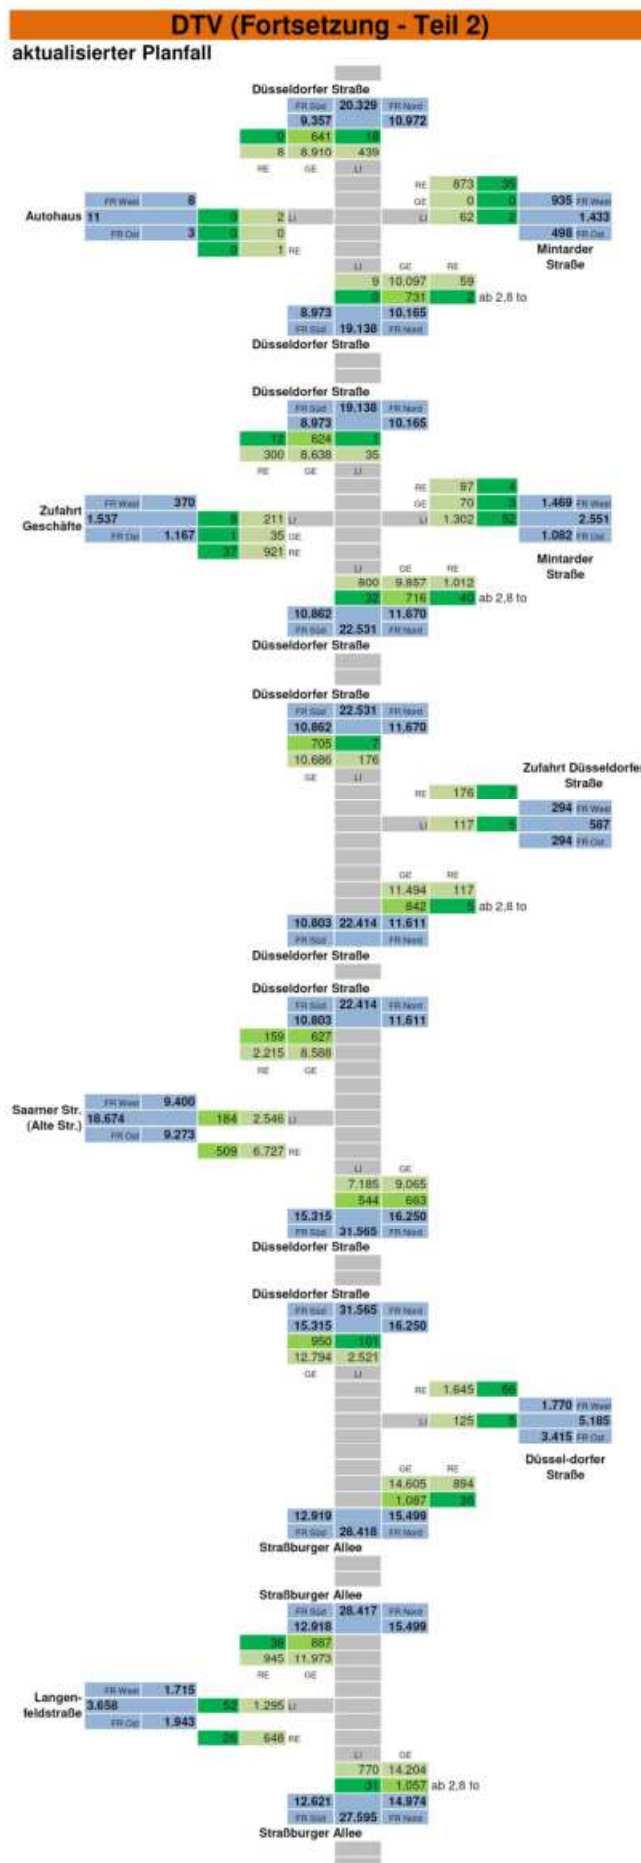 DTV (Fortsetzung - Teil 2)
aktualisierter Planfall
Düsseldorfer Straße
FR Süd 20.329 FR Nord
9.357 10.972
0 641 18
8 8.910 439
RE GE LI
RE 873 35
FR West 8 GE 0 0 935 FR West
Autohaus 11 0 2 LI LI 62 2 1.433
FR Ost 3 0 0 498 FR Ost
0 1 RE Mintarder
Straße
LI GE RE
9 10.097 59
0 731 2 ab 2,8 to
8.973 10.165
FR Süd 19.138 FR Nord
Düsseldorfer Straße
Düsseldorfer Straße
FR Süd 19.138 FR Nord
8.973 10.165
12 624 1
300 8.638 35
RE GE LI
RE 97 4
Zufahrt FR West 370 GE 70 3 1.469 FR West
Geschäfte 1.537 8 211 LI LI 1.302 52 2.551
FR Ost 1.167 1 35 GE 1.082 FR Ost
37 921 RE Mintarder
Straße
LI GE RE
800 9.857 1.012
32 716 40 ab 2,8 to
10.862 11.670
FR Süd 22.531 FR Nord
Düsseldorfer Straße
Düsseldorfer Straße
FR Süd 22.531 FR Nord
10.862 11.670
705 7
10.686 176
GE LI
Zufahrt Düsseldorfer
Straße
RE 176 7
294 FR West
LI 117 5 587
294 FR Ost
GE RE
11.494 117
842 5 ab 2,8 to
10.803 22.414 11.611
FR Süd FR Nord
Düsseldorfer Straße
Düsseldorfer Straße
FR Süd 22.414 FR Nord
10.803 11.611
159 627
2.215 8.588
RE GE
FR West 9.400
Saarner Str. 18.674 184 2.546 LI
(Alte Str.) FR Ost 9.273
509 6.727 RE
LI GE
7.185 9.065
544 663
15.315 16.250
FR Süd 31.565 FR Nord
Düsseldorfer Straße
Düsseldorfer Straße
FR Süd 31.565 FR Nord
15.315 16.250
950 101
12.794 2.521
GE LI
RE 1.645 66
1.770 FR West
LI 125 5 5.185
3.415 FR Ost
Düssel-dorfer
Straße
GE RE
14.605 894
1.087 36
12.919 15.499
FR Süd 28.418 FR Nord
Straßburger Allee
Straßburger Allee
FR Süd 28.417 FR Nord
12.918 15.499
38 887
945 11.973
RE GE
FR West 1.715
Langen- 3.658 52 1.295 LI
feldstraße FR Ost 1.943
26 648 RE
LI GE
770 14.204
31 1.057 ab 2,8 to
12.621 14.974
FR Süd 27.595 FR Nord
Straßburger Allee